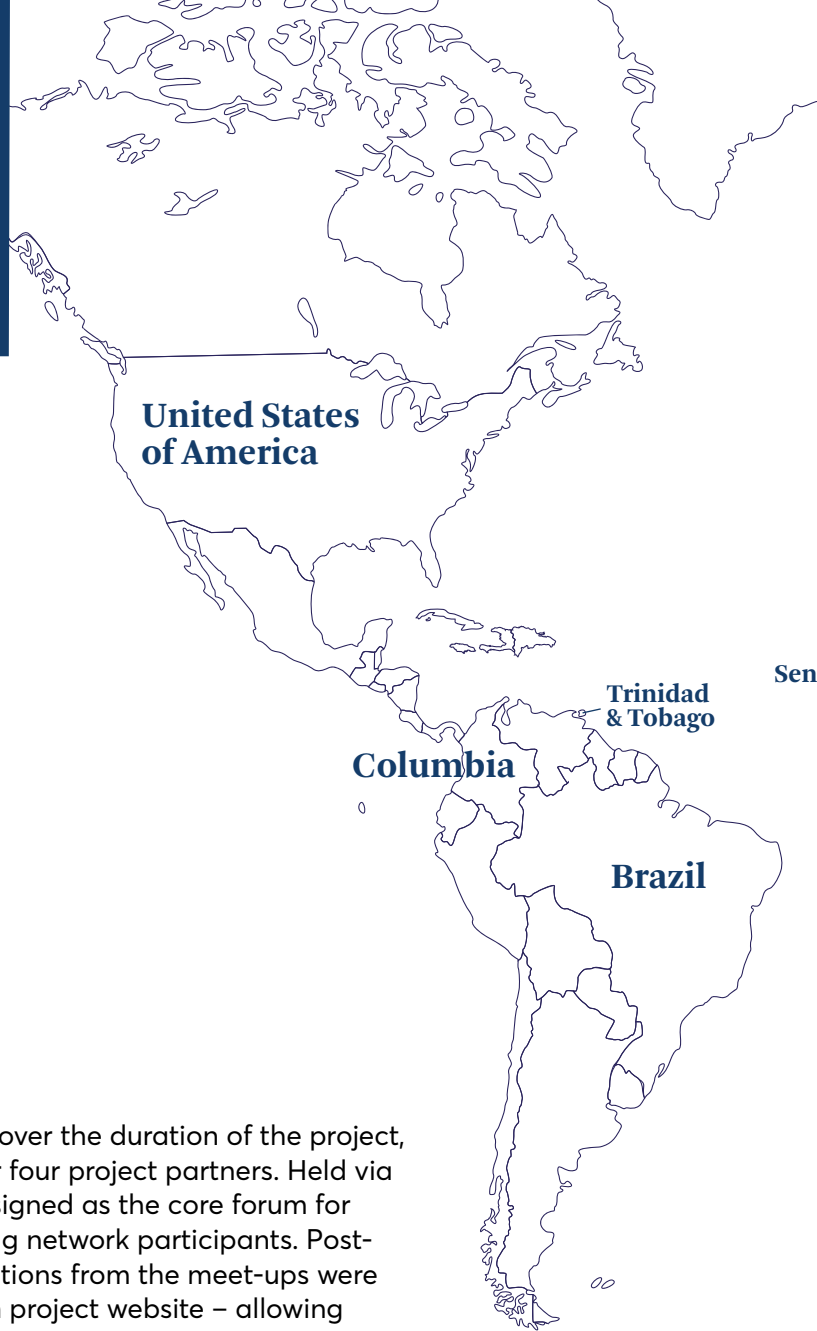 United States
of America
Sen
Trinidad
& Tobago
Columbia
Brazil
over the duration of the project,
four project partners. Held via
signed as the core forum for
g network participants. Post-
tions from the meet-ups were
project website – allowing